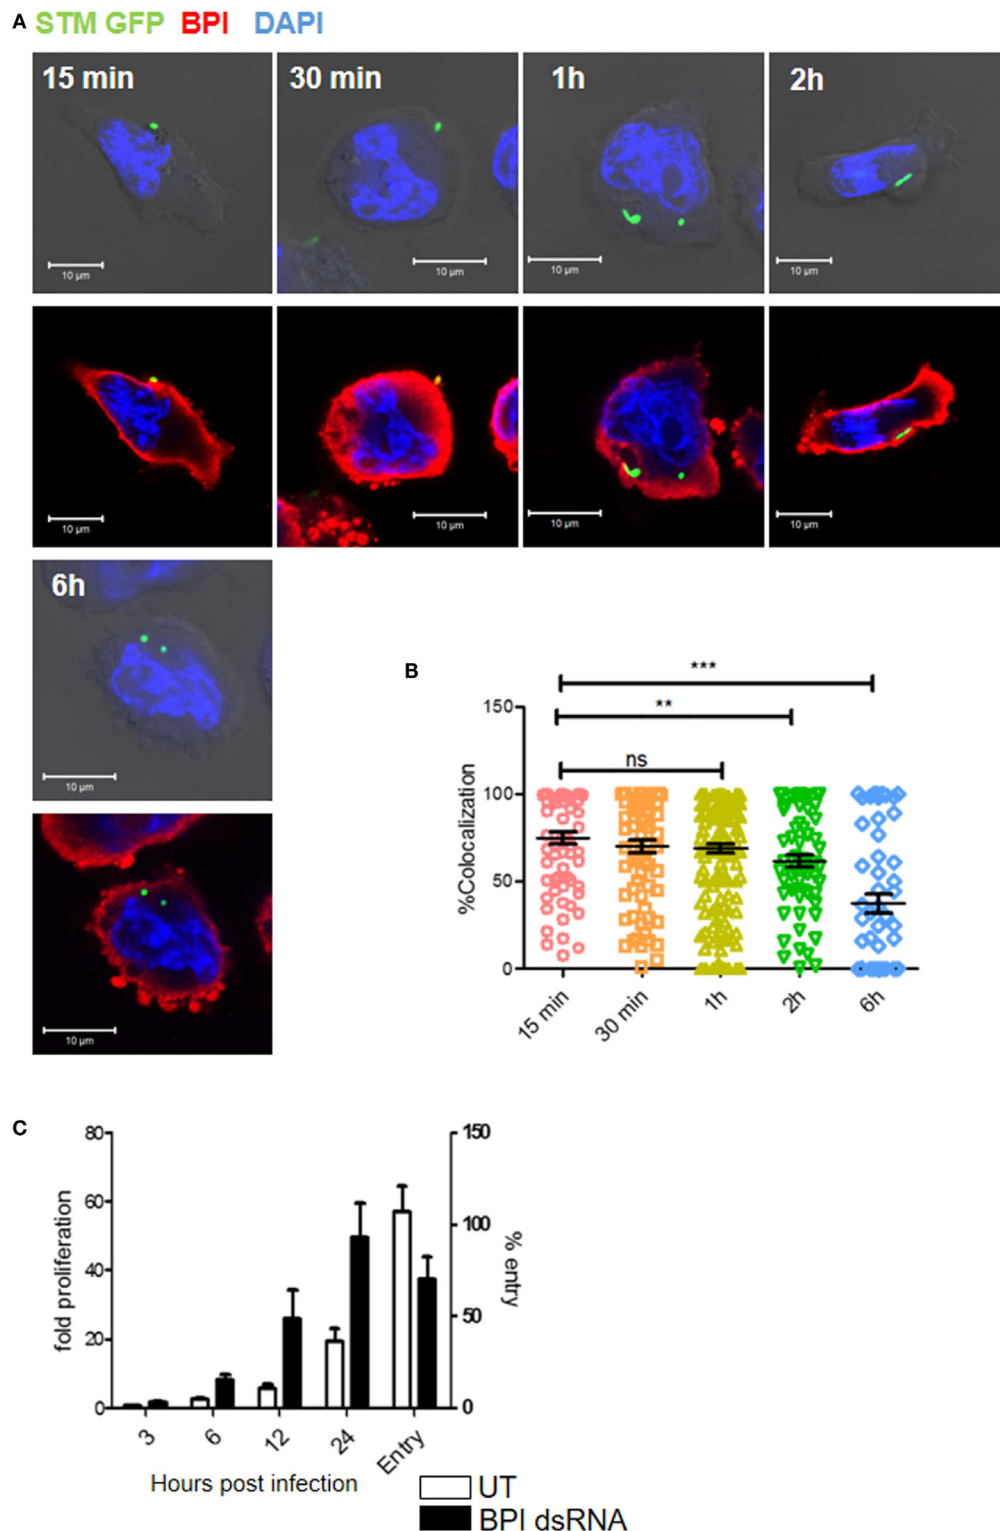 A STM GFP BPI DAPI
15 min 30 min 1h 2h
10 µm 10 µm 10 µm 10 µm
10 µm 10 µm 10 µm 10 µm
6h
10 µm
10 µm
B
***
**
ns
%Colocalization
150
100
50
0
15 min 30 min 1h 2h 6h
C
fold proliferation
80
60
40
20
0
150
100
50
0
% entry
3 6 12 24 Entry
Hours post infection
UT
BPI dsRNA